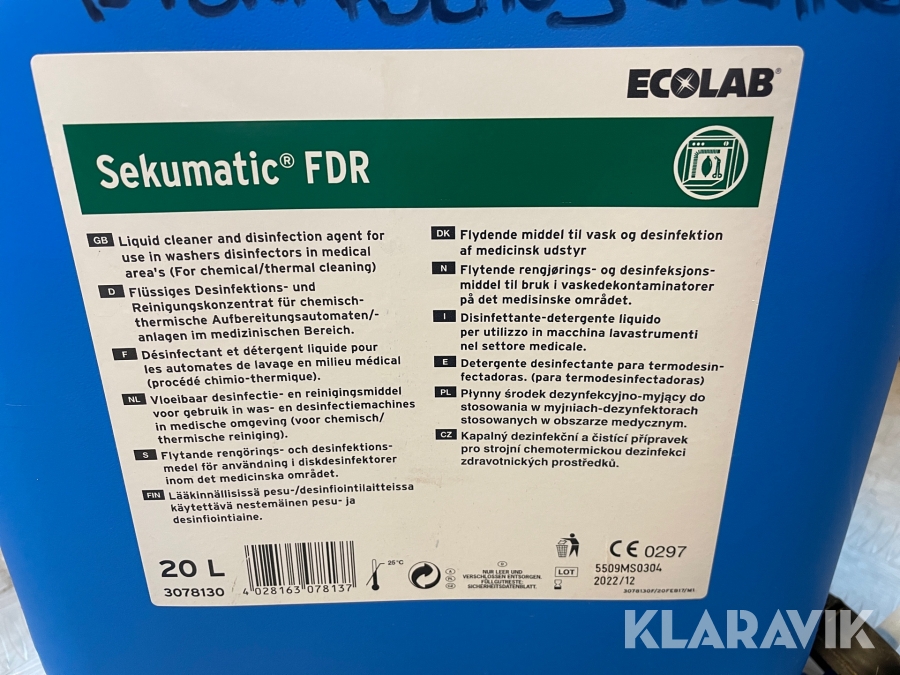 ECOLAB®
Sekumatic® FDR
GB Liquid cleaner and disinfection agent for
use in washers disinfectors in medical
area's (For chemical/thermal cleaning)
D Flüssiges Desinfektions- und
Reinigungskonzentrat für chemisch-
thermische Aufbereitungsautomaten/-
anlagen im medizinischen Bereich.
F Désinfectant et détergent liquide pour
les automates de lavage en milieu médical
(procédé chimio-thermique).
NL Vloeibaar desinfectie- en reinigingsmiddel
voor gebruik in was- en desinfectiemachines
in medische omgeving (voor chemisch/
thermische reiniging).
S Flytande rengörings- och desinfektions-
medel för användning i diskdesinfektorer
inom det medicinska området.
FIN Lääkinnällisissä pesu-/desinfiointilaitteissa
käytettävä nestemäinen pesu- ja
desinfiointiaine.
DK Flydende middel til vask og desinfektion
af medicinsk udstyr
N Flytende rengjørings- og desinfeksjons-
middel til bruk i vaskedekontaminatorer
på det medisinske området.
I Disinfettante-detergente liquido
per utilizzo in macchina lavastrumenti
nel settore medicale.
E Detergente desinfectante para termodesin-
fectadoras. (para termodesinfectadoras)
PL Płynny środek dezynfekcyjno-myjący do
stosowania w myjniach-dezynfektorach
stosowanych w obszarze medycznym.
CZ Kapalný dezinfekční a čistící přípravek
pro strojní chemotermickou dezinfekci
zdravotnických prostředků.
20 L
3078130
4 028163 078137
25°C
NUR LEER UND
VERSCHLOSSEN ENTSORGEN.
FÜLLGUTRESTE:
SICHERHEITSDATENBLATT
LOT
CE 0297
5509MS0304
2022/12
3078130F/20FEB17/M1
KLARAVIK